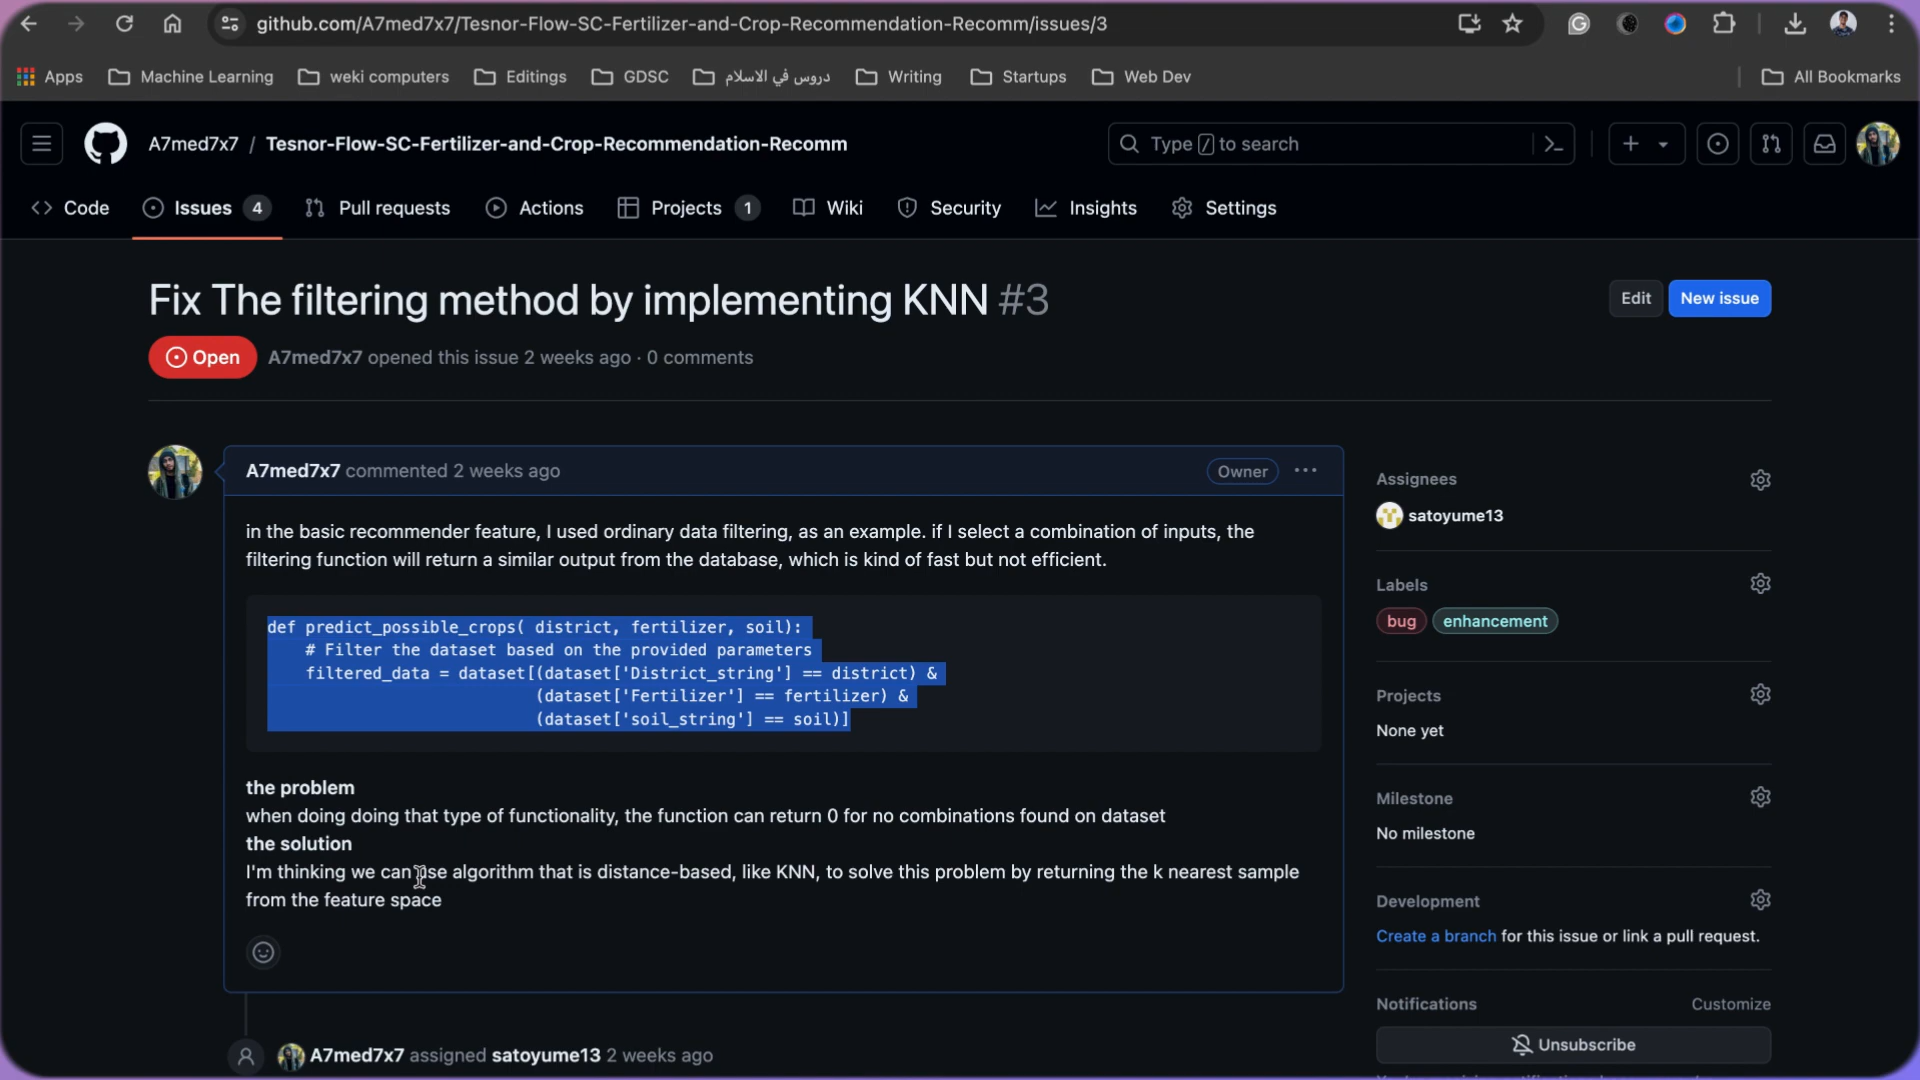 github.com/A7med7x7/Tesnor-Flow-SC-Fertilizer-and-Crop-Recommendation-Recomm/issues/3
Apps Machine Learning weki computers Editings GDSC دروس في الاسلام Writing Startups Web Dev All Bookmarks
A7med7x7 / Tesnor-Flow-SC-Fertilizer-and-Crop-Recommendation-Recomm Type / to search
Code Issues 4 Pull requests Actions Projects 1 Wiki Security Insights Settings
Fix The filtering method by implementing KNN #3
Edit New issue
Open A7med7x7 opened this issue 2 weeks ago · 0 comments
A7med7x7 commented 2 weeks ago Owner
in the basic recommender feature, I used ordinary data filtering, as an example. if I select a combination of inputs, the
filtering function will return a similar output from the database, which is kind of fast but not efficient.
def predict_possible_crops( district, fertilizer, soil):
# Filter the dataset based on the provided parameters
filtered_data = dataset[(dataset['District_string'] == district) &
(dataset['Fertilizer'] == fertilizer) &
(dataset['soil_string'] == soil)]
the problem
when doing doing that type of functionality, the function can return 0 for no combinations found on dataset
the solution
I'm thinking we can use algorithm that is distance-based, like KNN, to solve this problem by returning the k nearest sample
from the feature space
A7med7x7 assigned satoyume13 2 weeks ago
Assignees
satoyume13
Labels
bug enhancement
Projects
None yet
Milestone
No milestone
Development
Create a branch for this issue or link a pull request.
Notifications Customize
Unsubscribe